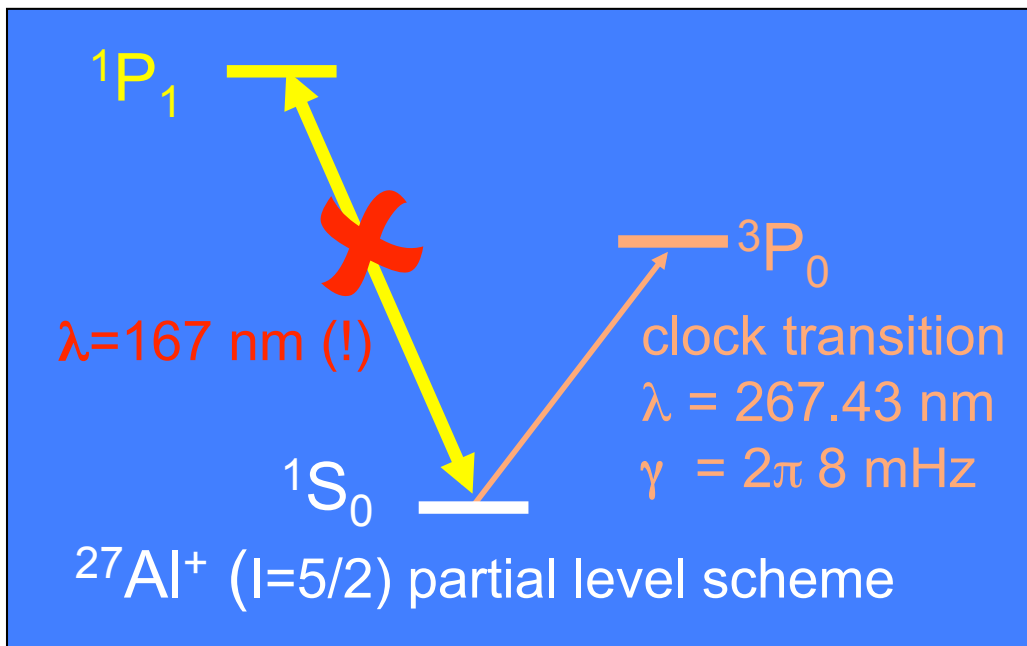 ¹P₁
³P₀
λ=167 nm (!)
clock transition
λ = 267.43 nm
γ = 2π 8 mHz
¹S₀
²⁷Al⁺ (I=5/2) partial level scheme